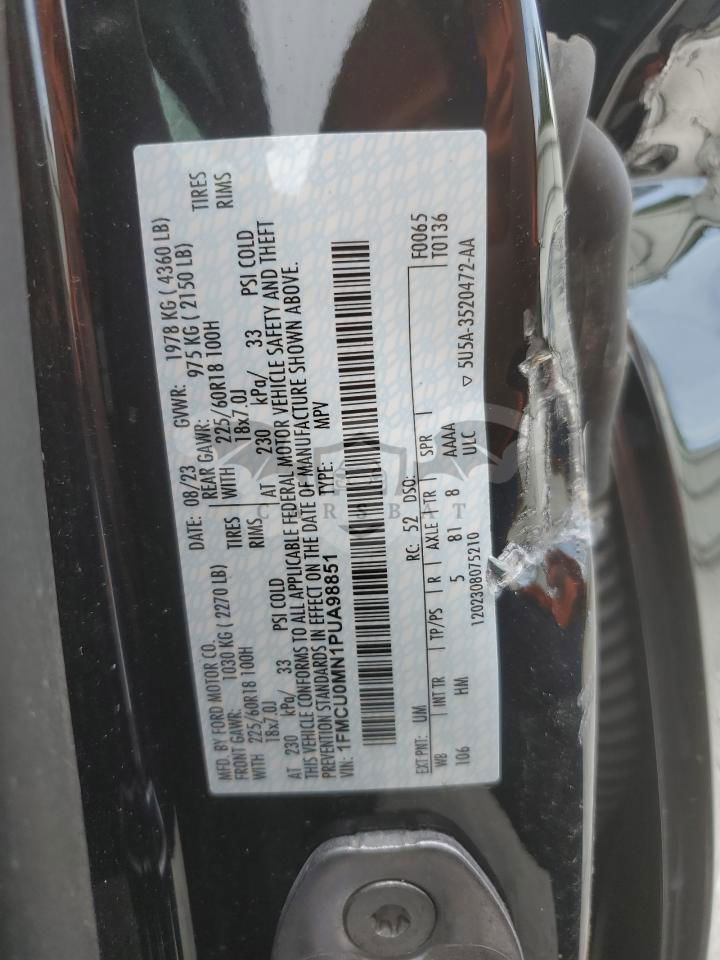 MFD. BY FORD MOTOR CO.
DATE: 08/23 GVWR: 1978 KG ( 4360 LB)
FRONT GAWR: 1030 KG ( 2270 LB)
REAR GAWR: 975 KG ( 2150 LB)
WITH 225/60R18 100H TIRES
WITH 225/60R18 100H TIRES
18x7.0J RIMS
18x7.0J RIMS
AT 230 kPa/ 33 PSI COLD
AT 230 kPa/ 33 PSI COLD
THIS VEHICLE CONFORMS TO ALL APPLICABLE FEDERAL MOTOR VEHICLE SAFETY AND THEFT
PREVENTION STANDARDS IN EFFECT ON THE DATE OF MANUFACTURE SHOWN ABOVE.
VIN: 1FMCU0MN1PUA98851
TYPE: MPV
EXT PNT: UM RC: 52 DSO: F0065
WB INT TR TP/PS R AXLE TR SPR T0136
106 HM 5 81 8 AAAA
ULC
1202308075210 ▽ 5U5A-3520472-AA
CARSBAT